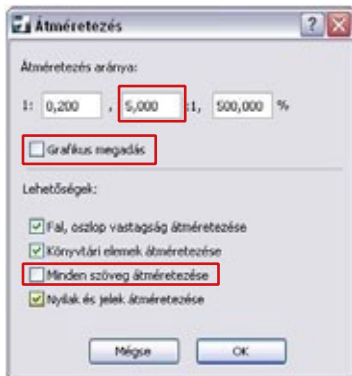 Átméretezés
Átméretezés aránya:
1: 0,200 , 5,000 :1, 500,000 %
Grafikus megadás
Lehetőségek:
Fal, oszlop vastagság átméretezése
Könyvtári elemek átméretezése
Minden szöveg átméretezése
Nyilak és jelek átméretezése
Mégse OK